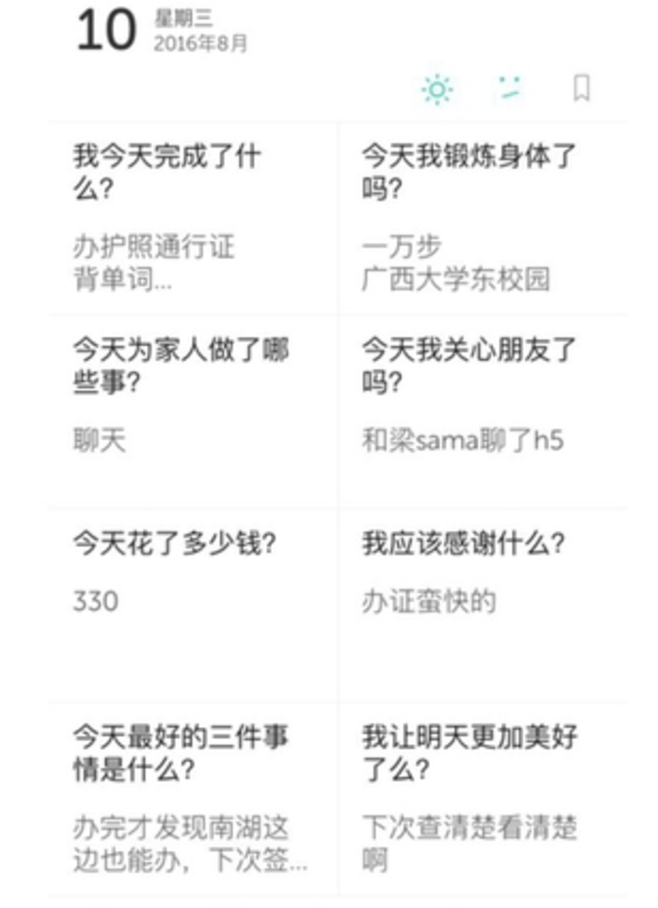 10
星期三
2016年8月
我今天完成了什
么?
办护照通行证
背单词...
今天我锻炼身体了
吗?
一万步
广西大学东校园
今天为家人做了哪
些事?
聊天
今天我关心朋友了
吗?
和梁sama聊了h5
今天花了多少钱?
330
我应该感谢什么?
办证蛮快的
今天最好的三件事
情是什么?
办完才发现南湖这
边也能办，下次签...
我让明天更加美好
了么?
下次查清楚看清楚
啊